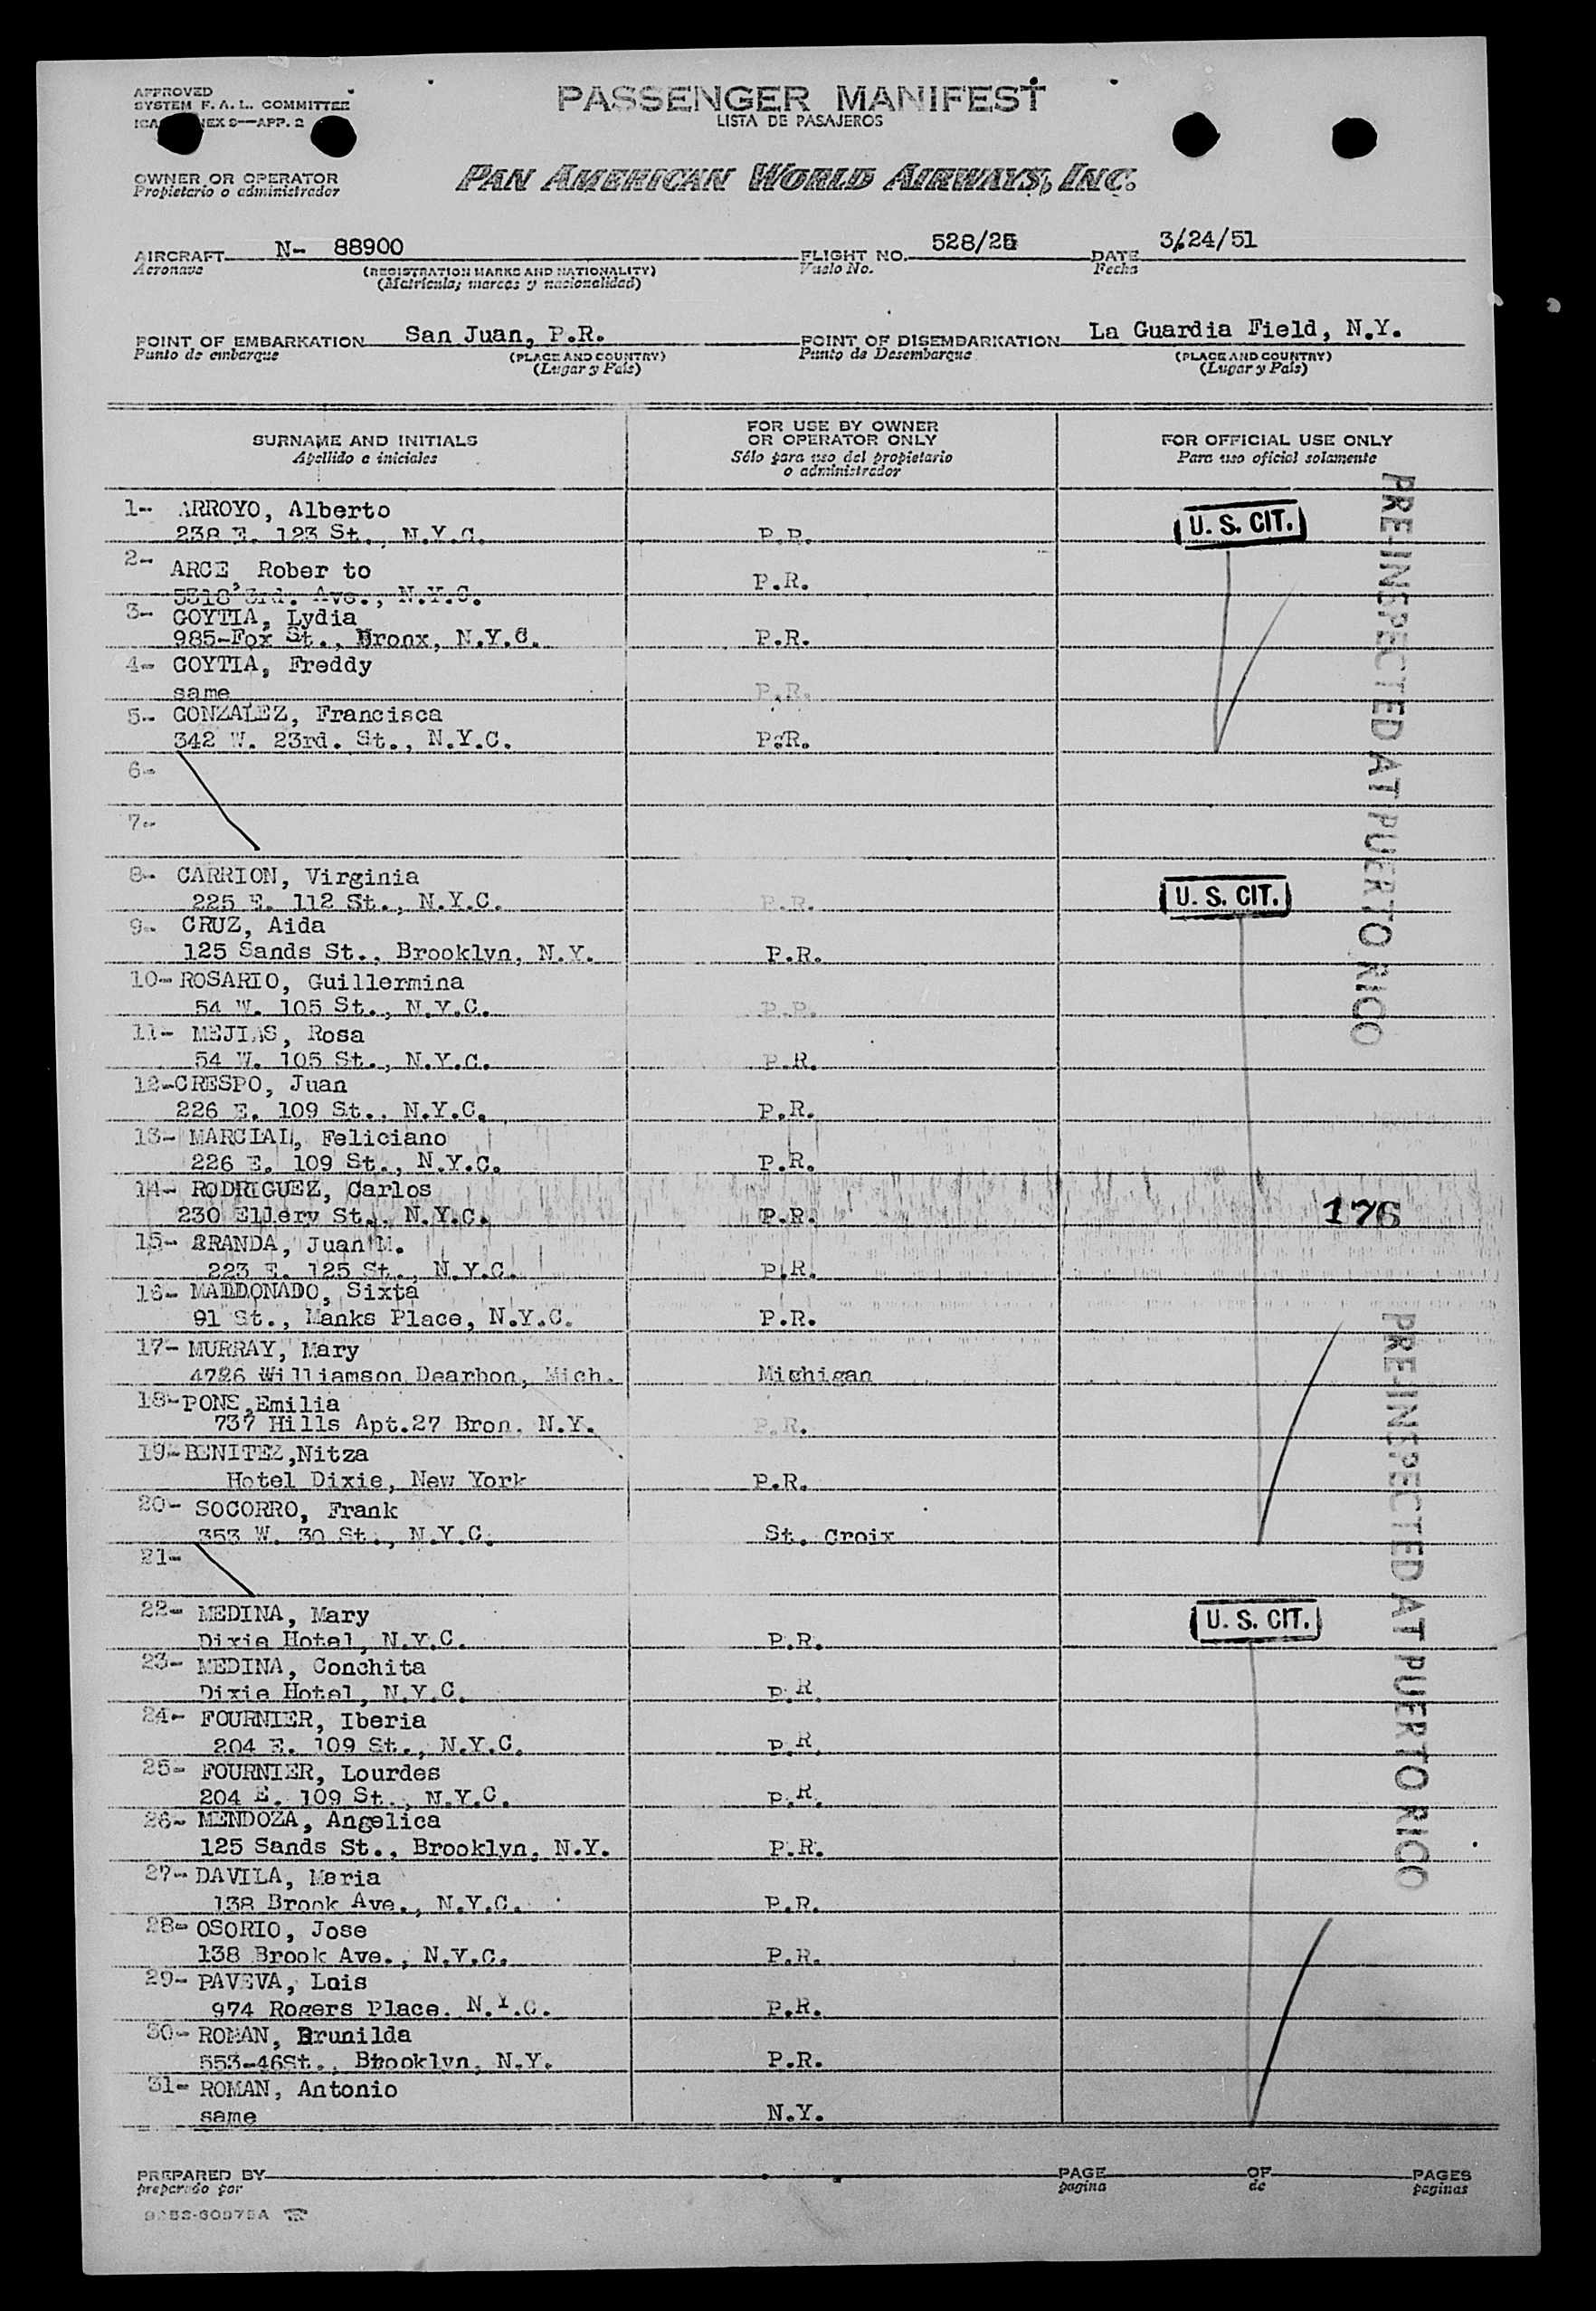 APPROVED
SYSTEM F. A. L. COMMITTEE
9—APP. 2
PASSENGER MANIFEST
LISTA DE PASAJEROS
OWNER OR OPERATOR
Propietario o administrador
PAN AMERICAN WORLD AIRWAYS, INC.
AIRCRAFT N- 88900
Aeronave
(REGISTRATION MARKS AND NATIONALITY)
(Matrícula; marcas y nacionalidad)
FLIGHT NO.
Vuelo No.
DATE 3/24/51
Fecha
POINT OF EMBARKATION San Juan, P.R.
Punto de embarque
(PLACE AND COUNTRY)
(Lugar y País)
POINT OF DISEMBARKATION La Guardia Field, N.Y.
Punto de Desembarque
(PLACE AND COUNTRY)
(Lugar y País)
SURNAME AND INITIALS
Apellido e iniciales
FOR USE BY OWNER
OR OPERATOR ONLY
Sólo para uso del propietario
o administrador
FOR OFFICIAL USE ONLY
Para uso oficial solamente
1- ARROYO, Alberto
238 E. 123 St., N.Y.C. P.R.
U. S. CIT.
PRE-INSPECTED AT PUERTO RICO
2- ARCE, Rober to
5318 3rd. Ave., N.Y.C. P.R.
3- GOYTIA, Lydia
985-Fox St., Bronx, N.Y.C. P.R.
4- GOYTIA, Freddy
same P.R.
5- GONZALEZ, Francisca
342 W. 23rd. St., N.Y.C. P.R.
6-
7-
8- CARRION, Virginia
225 E. 112 St., N.Y.C. P.R.
U. S. CIT.
9- CRUZ, Aida
125 Sands St., Brooklyn, N.Y. P.R.
10- ROSARIO, Guillermina
54 W. 105 St., N.Y.C. P.R.
11- MEJIAS, Rosa
54 W. 105 St., N.Y.C. P.R.
12-CRESPO, Juan
226 E. 109 St., N.Y.C. P.R.
13- MARCIAL, Feliciano
226 E. 109 St., N.Y.C. P.R.
14- RODRIGUEZ, Carlos
230 Ellery St., N.Y.C. P.R.
176
15- ARANDA, Juan M.
223 E. 125 St., N.Y.C. P.R.
16- MALDONADO, Sixta
91 St., Manks Place, N.Y.C. P.R.
17- MURRAY, Mary
4726 Williamson Dearbon, Mich. Michigan
PRE-INSPECTED AT PUERTO RICO
18-PONS,Emilia
737 Hills Apt.27 Bron, N.Y. P.R.
19-BENITEZ,Nitza
Hotel Dixie, New York P.R.
20- SOCORRO, Frank
353 W. 30 St., N.Y.C. St. Croix
21-
22- MEDINA, Mary
Dixie Hotel, N.Y.C. P.R.
U. S. CIT.
23- MEDINA, Conchita
Dixie Hotel, N.Y.C. P.R.
24- FOURNIER, Iberia
204 E. 109 St., N.Y.C. P.R.
25- FOURNIER, Lourdes
204 E. 109 St., N.Y.C. P.R.
26- MENDOZA, Angelica
125 Sands St., Brooklyn, N.Y. P.R.
27- DAVILA, Maria
138 Brook Ave., N.Y.C. P.R.
28- OSORIO, Jose
138 Brook Ave., N.Y.C. P.R.
29- PAVEVA, Luis
974 Rogers Place, N.Y.C. P.R.
30- ROMAN, Brunilda
553-46St., Brooklyn, N.Y. P.R.
31- ROMAN, Antonio
same N.Y.
PREPARED BY
preparado por
PAGE OF PAGES
pagina de paginas